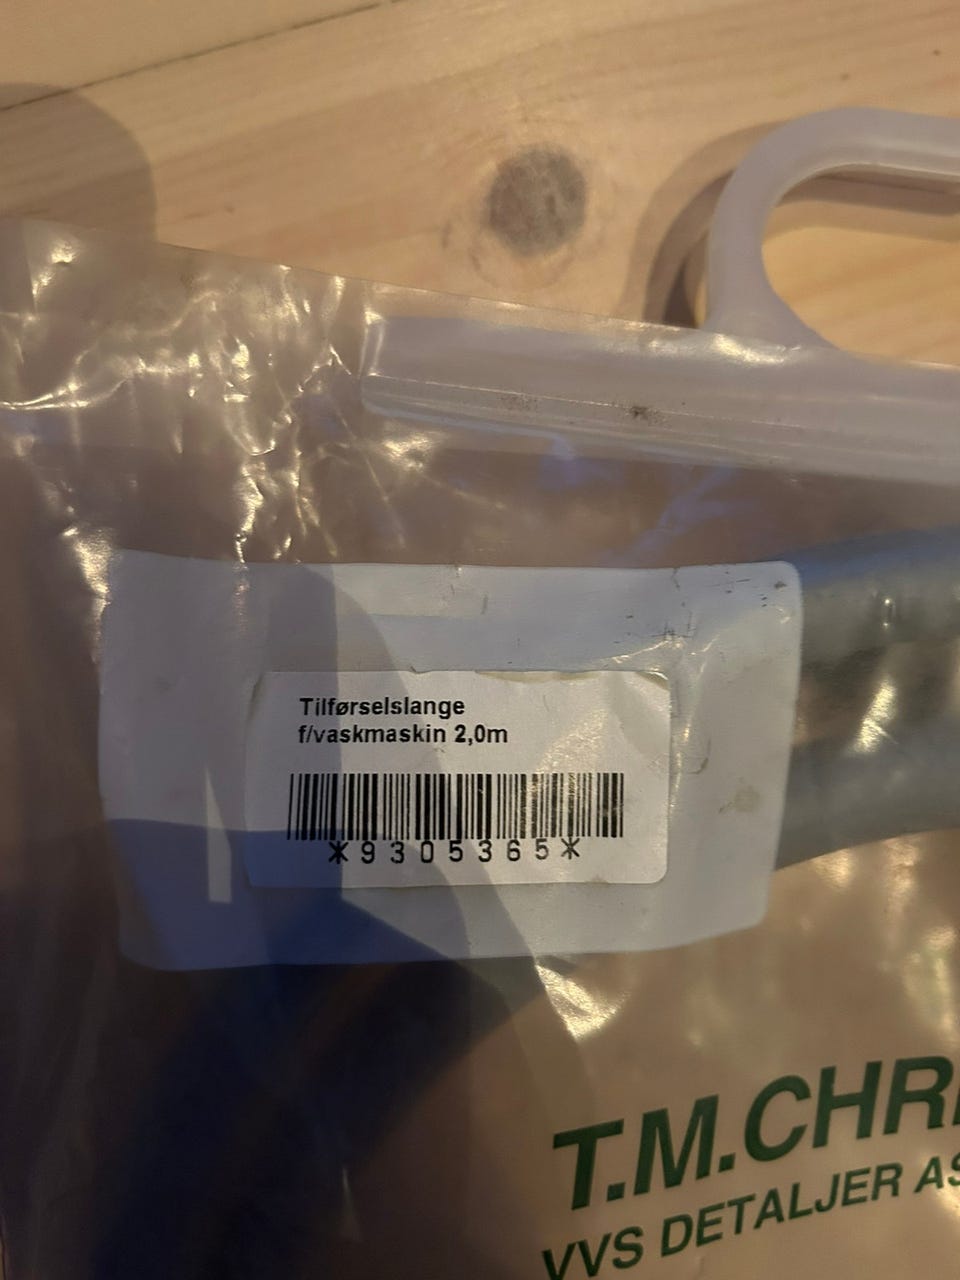 Tilførselslange
f/vaskmaskin 2,0m
*9305365*
T.M.CHR
VVS DETALJER AS